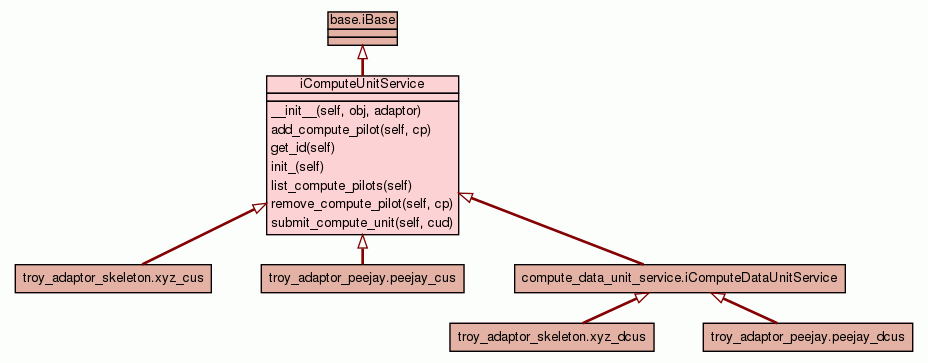 base.iBase
iComputeUnitService
__init__(self, obj, adaptor)
add_compute_pilot(self, cp)
get_id(self)
init_(self)
list_compute_pilots(self)
remove_compute_pilot(self, cp)
submit_compute_unit(self, cud)
troy_adaptor_skeleton.xyz_cus
troy_adaptor_peejay.peejay_cus
compute_data_unit_service.iComputeDataUnitService
troy_adaptor_skeleton.xyz_dcus
troy_adaptor_peejay.peejay_dcus